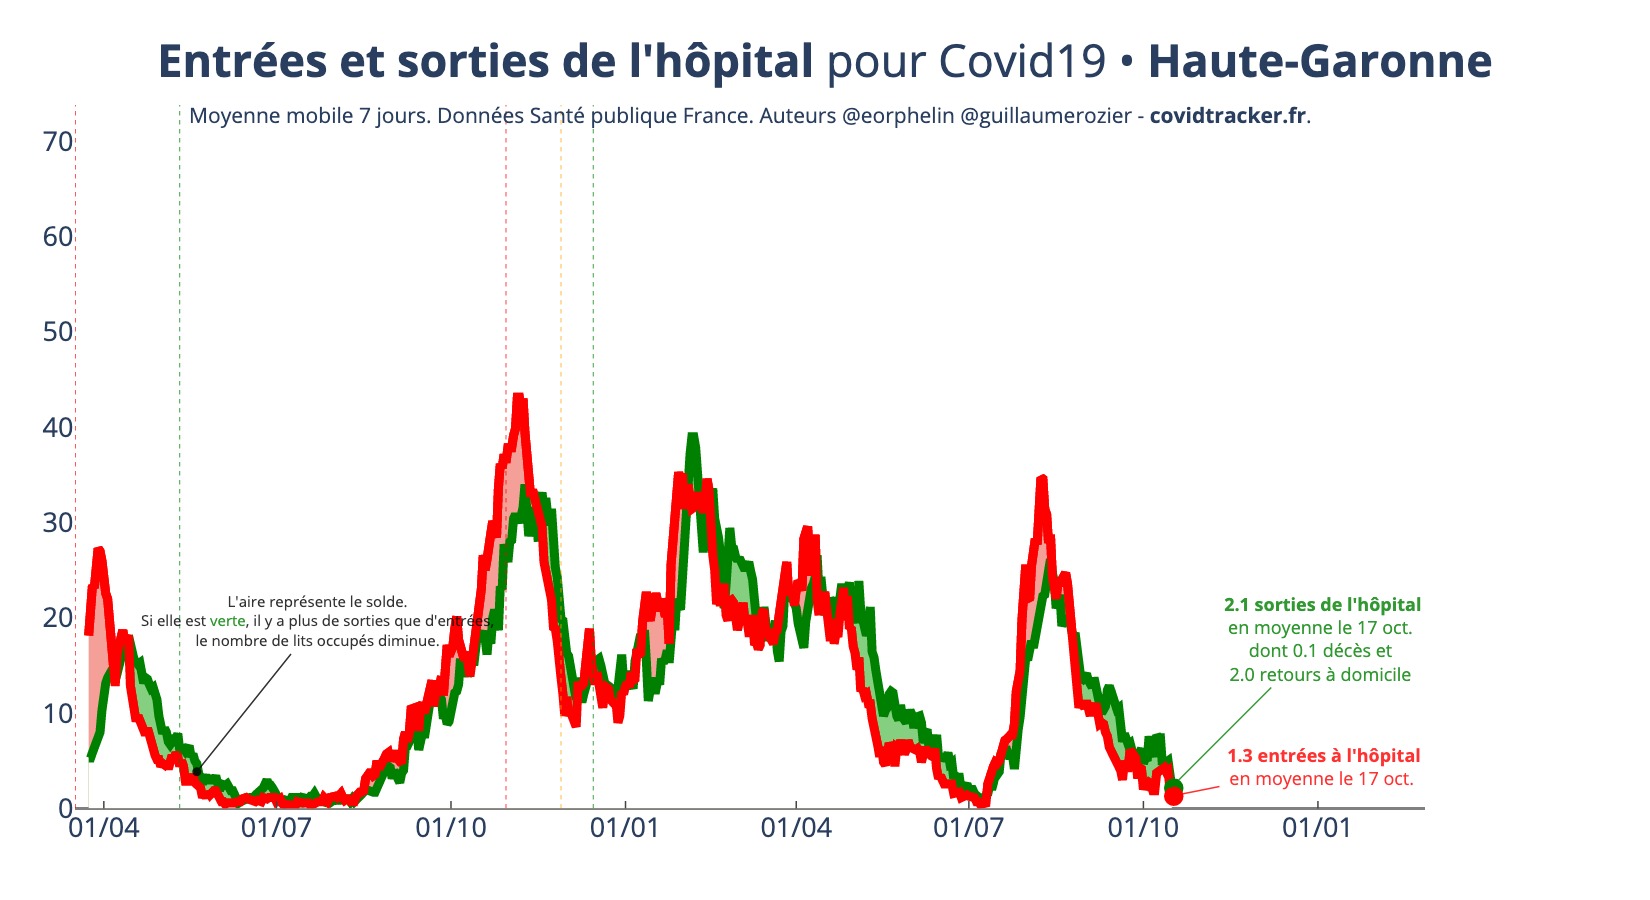 Entrées et sorties de l'hôpital pour Covid19 • Haute-Garonne
Moyenne mobile 7 jours. Données Santé publique France. Auteurs @eorphelin @guillaumerozier - covidtracker.fr.
70
60
50
40
30
20
10
0
L'aire représente le solde.
Si elle est verte, il y a plus de sorties que d'entrées,
le nombre de lits occupés diminue.
2.1 sorties de l'hôpital
en moyenne le 17 oct.
dont 0.1 décès et
2.0 retours à domicile
1.3 entrées à l'hôpital
en moyenne le 17 oct.
01/04
01/07
01/10
01/01
01/04
01/07
01/10
01/01